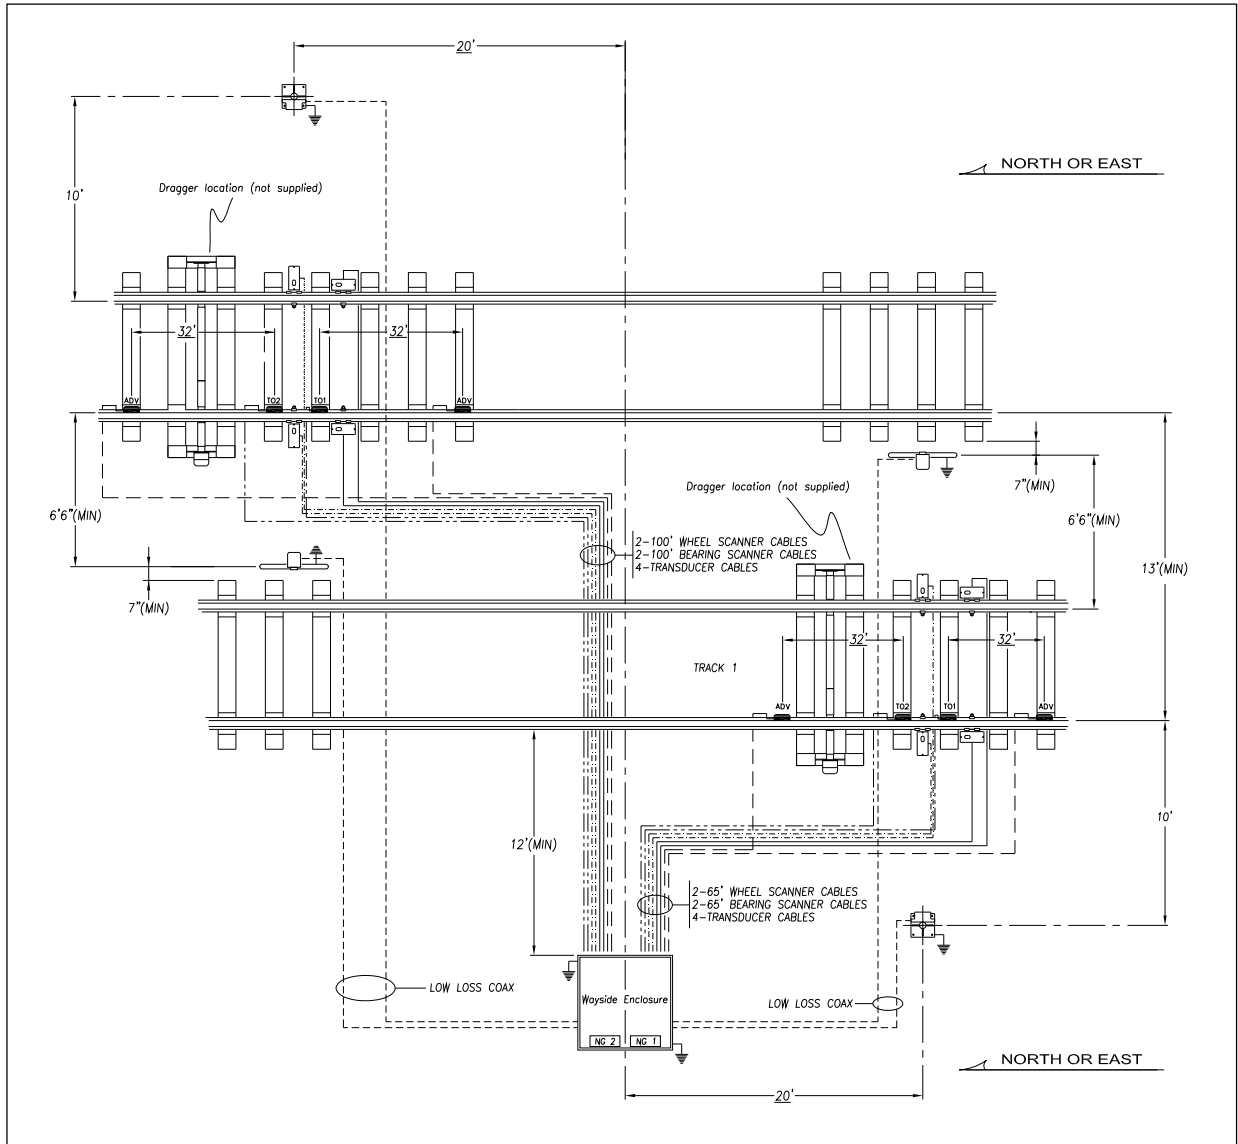 20'
NORTH OR EAST
Dragger location (not supplied)
10'
32'
32'
ADV
TO2
TO1
ADV
7"(MIN)
Dragger location (not supplied)
6'6"(MIN)
6'6"(MIN)
2-100' WHEEL SCANNER CABLES
2-100' BEARING SCANNER CABLES
4-TRANSDUCER CABLES
13'(MIN)
7"(MIN)
32'
32'
TRACK 1
ADV
TO2
TO1
ADV
10'
12'(MIN)
2-65' WHEEL SCANNER CABLES
2-65' BEARING SCANNER CABLES
4-TRANSDUCER CABLES
LOW LOSS COAX
Wayside Enclosure
LOW LOSS COAX
NG 2
NG 1
NORTH OR EAST
20'